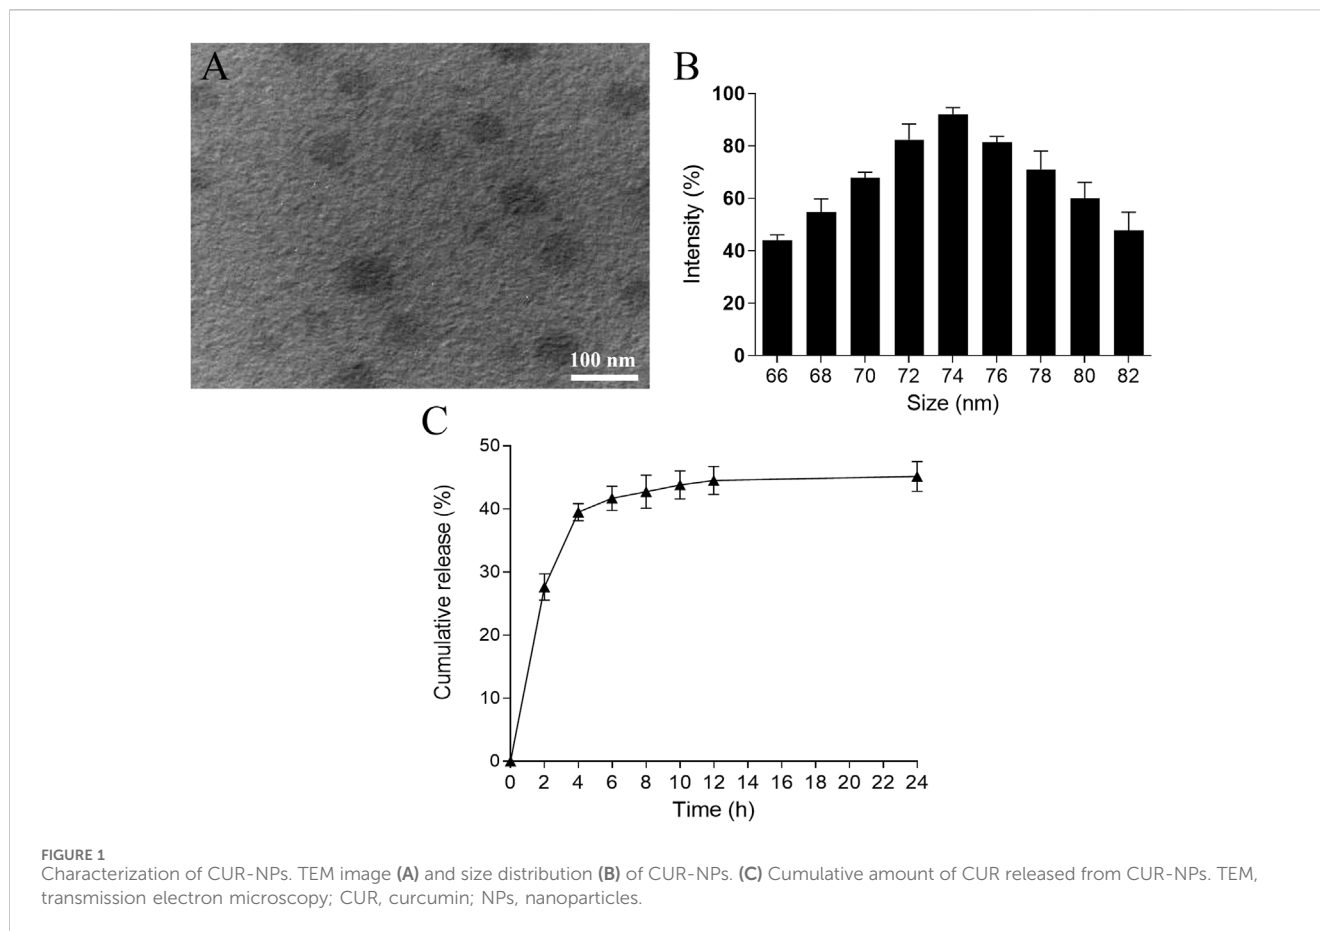 A
100 nm
B
100
80
60
40
20
0
Intensity (%)
66 68 70 72 74 76 78 80 82
Size (nm)
C
50
40
30
20
10
0
Cumulative release (%)
0 2 4 6 8 10 12 14 16 18 20 22 24
Time (h)
FIGURE 1
Characterization of CUR-NPs. TEM image (A) and size distribution (B) of CUR-NPs. (C) Cumulative amount of CUR released from CUR-NPs. TEM,
transmission electron microscopy; CUR, curcumin; NPs, nanoparticles.